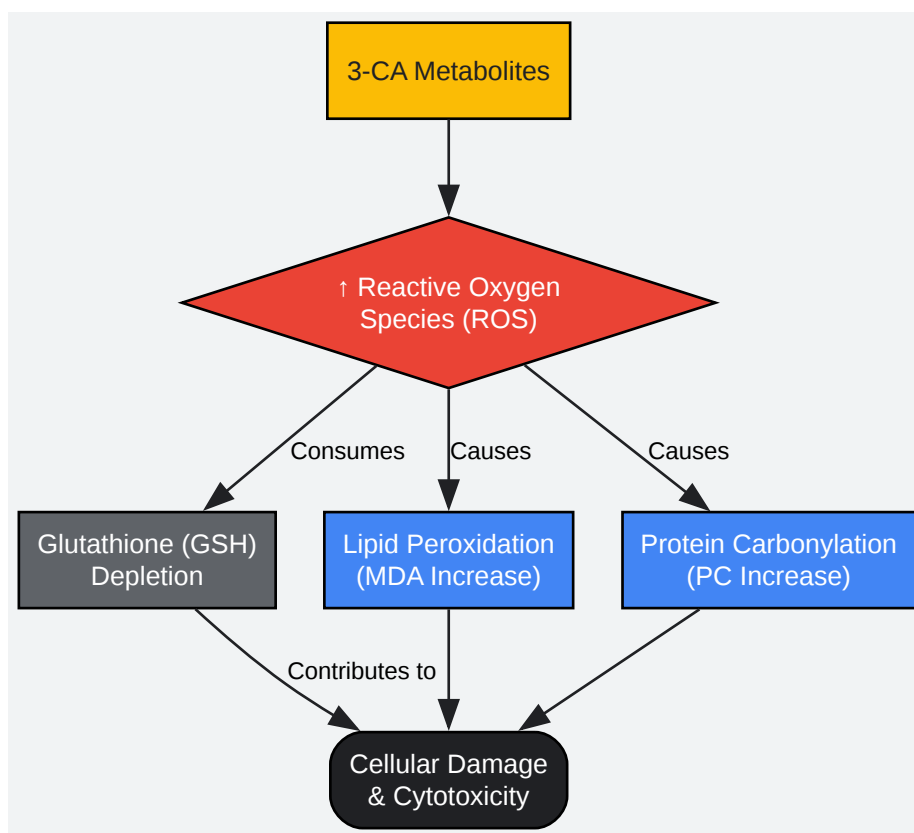 3-CA Metabolites
↑ Reactive Oxygen
Species (ROS)
Consumes
Causes
Causes
Glutathione (GSH)
Depletion
Lipid Peroxidation
(MDA Increase)
Protein Carbonylation
(PC Increase)
Contributes to
Cellular Damage
& Cytotoxicity